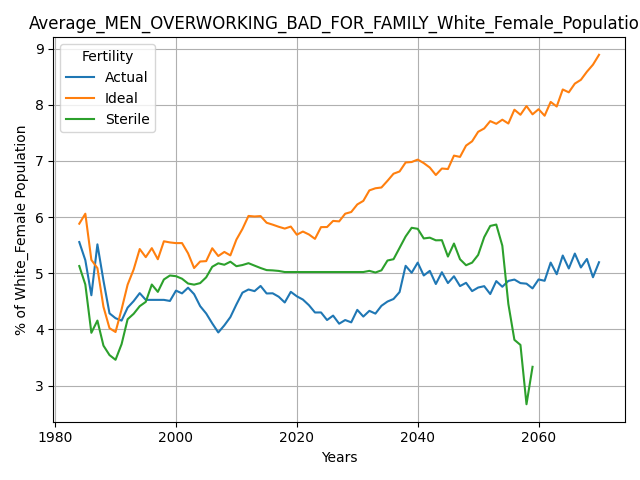 Average_MEN_OVERWORKING_BAD_FOR_FAMILY_White_Female_Populatio
Fertility
Actual
Ideal
Sterile
% of White_Female Population
9
8
7
6
5
4
3
1980 2000 2020 2040 2060
Years